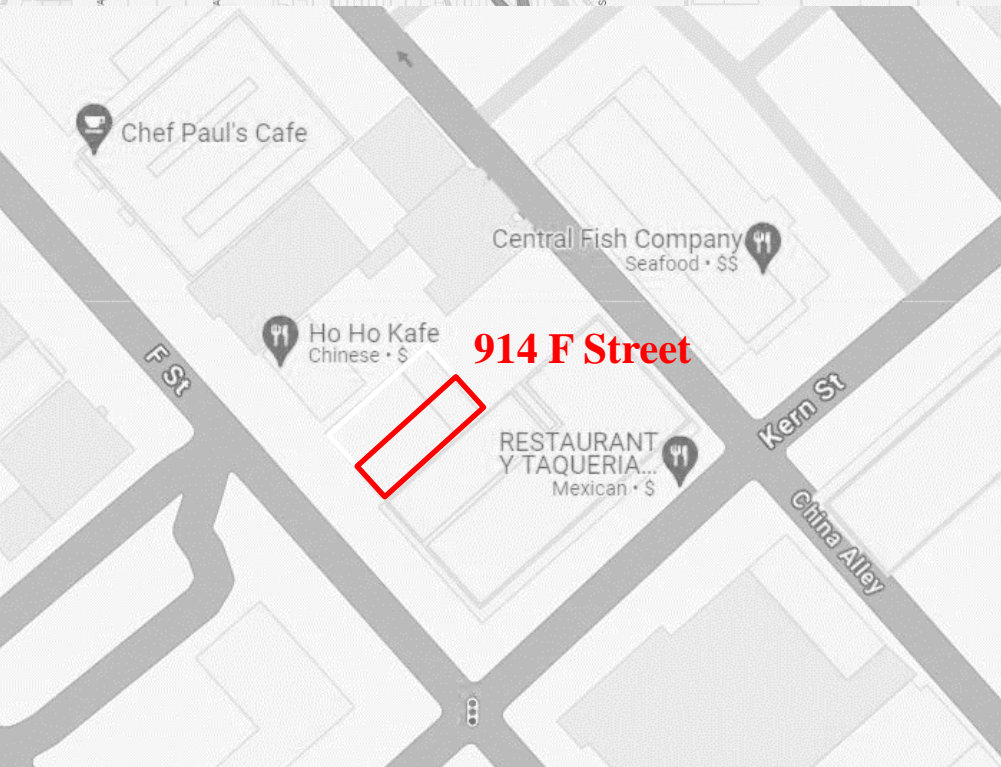 Chef Paul's Cafe
Central Fish Company
Seafood • $$
Ho Ho Kafe
Chinese • $
914 F Street
F St
Kern St
RESTAURANT
Y TAQUERIA...
Mexican • $
China Alley